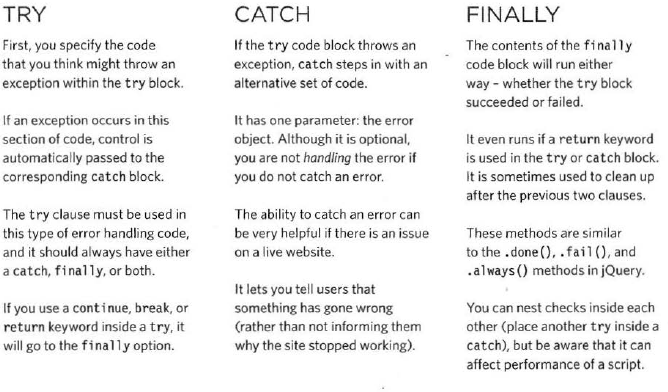 TRY
First, you specify the code
that you think might throw an
exception within the try block.
If an exception occurs in this
section of code, control is
automatically passed to the
corresponding catch block.
The try clause must be used in
this type of error handling code,
and it should always have either
a catch, finally, or both.
If you use a continue, break, or
return keyword inside a try, it
will go to the finally option.
CATCH
If the try code block throws an
exception, catch steps in with an
alternative set of code.
It has one parameter: the error
object. Although it is optional,
you are not handling the error if
you do not catch an error.
The ability to catch an error can
be very helpful if there is an issue
on a live website.
It lets you tell users that
something has gone wrong
(rather than not informing them
why the site stopped working).
FINALLY
The contents of the finally
code block will run either
way – whether the try block
succeeded or failed.
It even runs if a return keyword
is used in the try or catch block.
It is sometimes used to clean up
after the previous two clauses.
These methods are similar
to the .done(), .fail(), and
.always() methods in jQuery.
You can nest checks inside each
other (place another try inside a
catch), but be aware that it can
affect performance of a script.